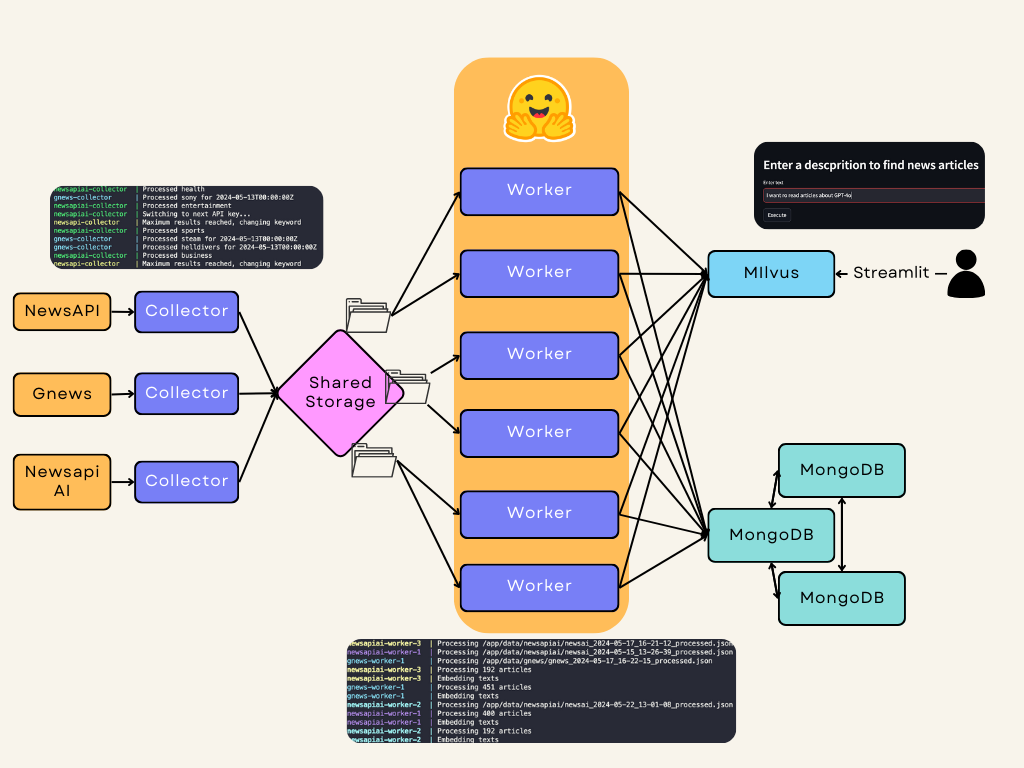 newsapiai-collector | Processed health
gnews-collector | Processed sony for 2024-05-13T00:00:00Z
newsapiai-collector | Processed entertainment
newsapiai-collector | Switching to next API key...
newsapi-collector | Maximum results reached, changing keyword
newsapiai-collector | Processed sports
gnews-collector | Processed steam for 2024-05-13T00:00:00Z
gnews-collector | Processed helldivers for 2024-05-13T00:00:00Z
newsapiai-collector | Processed business
newsapi-collector | Maximum results reached, changing keyword
NewsAPI
Collector
Gnews
Collector
Newsapi
AI
Collector
Shared
Storage
Worker
Worker
Worker
Worker
Worker
Worker
Enter a descprition to find news articles
Enter text
I want to read articles about GPT-4o
Execute
MIlvus
Streamlit
MongoDB
MongoDB
MongoDB
newsapiai-worker-3 | Processing /app/data/newsapiai/newsai_2024-05-17_16-21-12_processed.json
newsapiai-worker-1 | Processing /app/data/newsapiai/newsai_2024-05-15_13-26-39_processed.json
gnews-worker-1 | Processing /app/data/gnews/gnews_2024-05-17_16-22-15_processed.json
newsapiai-worker-3 | Processing 192 articles
newsapiai-worker-3 | Embedding texts
gnews-worker-1 | Processing 451 articles
gnews-worker-1 | Embedding texts
newsapiai-worker-2 | Processing /app/data/newsapiai/newsai_2024-05-22_13-01-08_processed.json
newsapiai-worker-1 | Processing 400 articles
newsapiai-worker-1 | Embedding texts
newsapiai-worker-2 | Processing 192 articles
newsapiai-worker-2 | Embedding texts